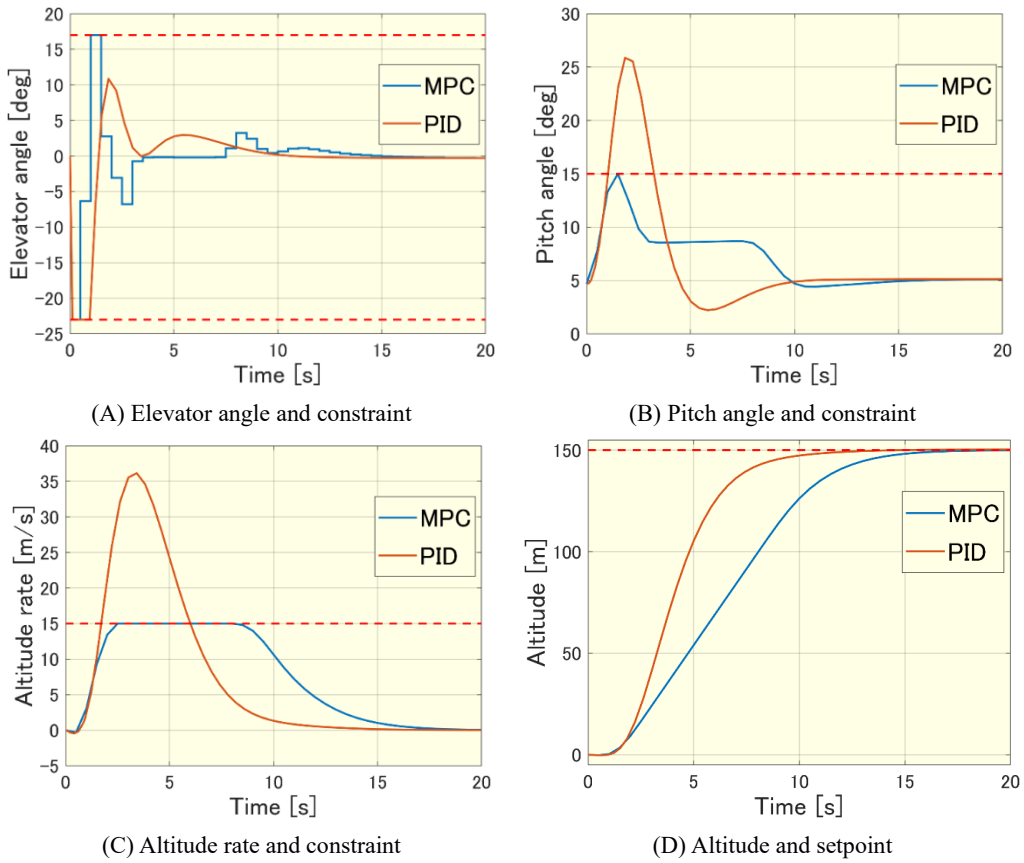 20
15
10
5
0
-5
-10
-15
-20
-25
Elevator angle [deg]
0 5 10 15 20
Time [s]
MPC
PID
(A) Elevator angle and constraint
30
25
20
15
10
5
0
Pitch angle [deg]
0 5 10 15 20
Time [s]
MPC
PID
(B) Pitch angle and constraint
40
35
30
25
20
15
10
5
0
-5
Altitude rate [m/s]
0 5 10 15 20
Time [s]
MPC
PID
(C) Altitude rate and constraint
150
100
50
0
Altitude [m]
0 5 10 15 20
Time [s]
MPC
PID
(D) Altitude and setpoint